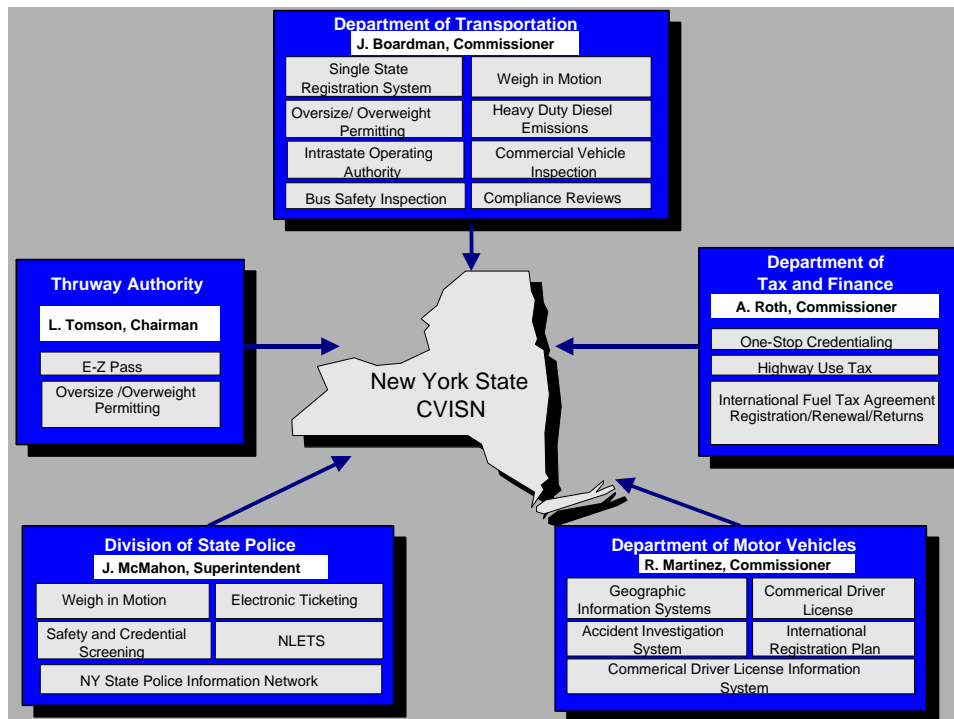 Department of Transportation
J. Boardman, Commissioner
Single State
Registration System
Weigh in Motion
Oversize/ Overweight
Permitting
Heavy Duty Diesel
Emissions
Intrastate Operating
Authority
Commercial Vehicle
Inspection
Bus Safety Inspection
Compliance Reviews
Thruway Authority
L. Tomson, Chairman
E-Z Pass
Oversize /Overweight
Permitting
New York State
CVISN
Department of
Tax and Finance
A. Roth, Commissioner
One-Stop Credentialing
Highway Use Tax
International Fuel Tax Agreement
Registration/Renewal/Returns
Division of State Police
J. McMahon, Superintendent
Weigh in Motion
Electronic Ticketing
Safety and Credential
Screening
NLETS
NY State Police Information Network
Department of Motor Vehicles
R. Martinez, Commissioner
Geographic
Information Systems
Commerical Driver
License
Accident Investigation
System
International
Registration Plan
Commerical Driver License Information
System